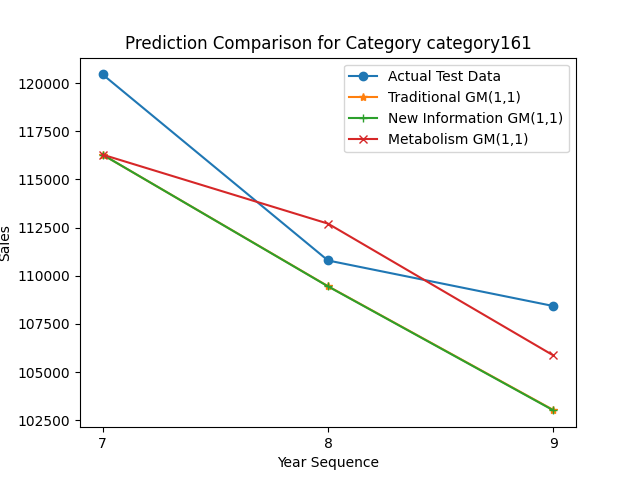 Prediction Comparison for Category category161
Actual Test Data
Traditional GM(1,1)
New Information GM(1,1)
Metabolism GM(1,1)
120000
117500
115000
112500
110000
107500
105000
102500
Sales
7
8
9
Year Sequence